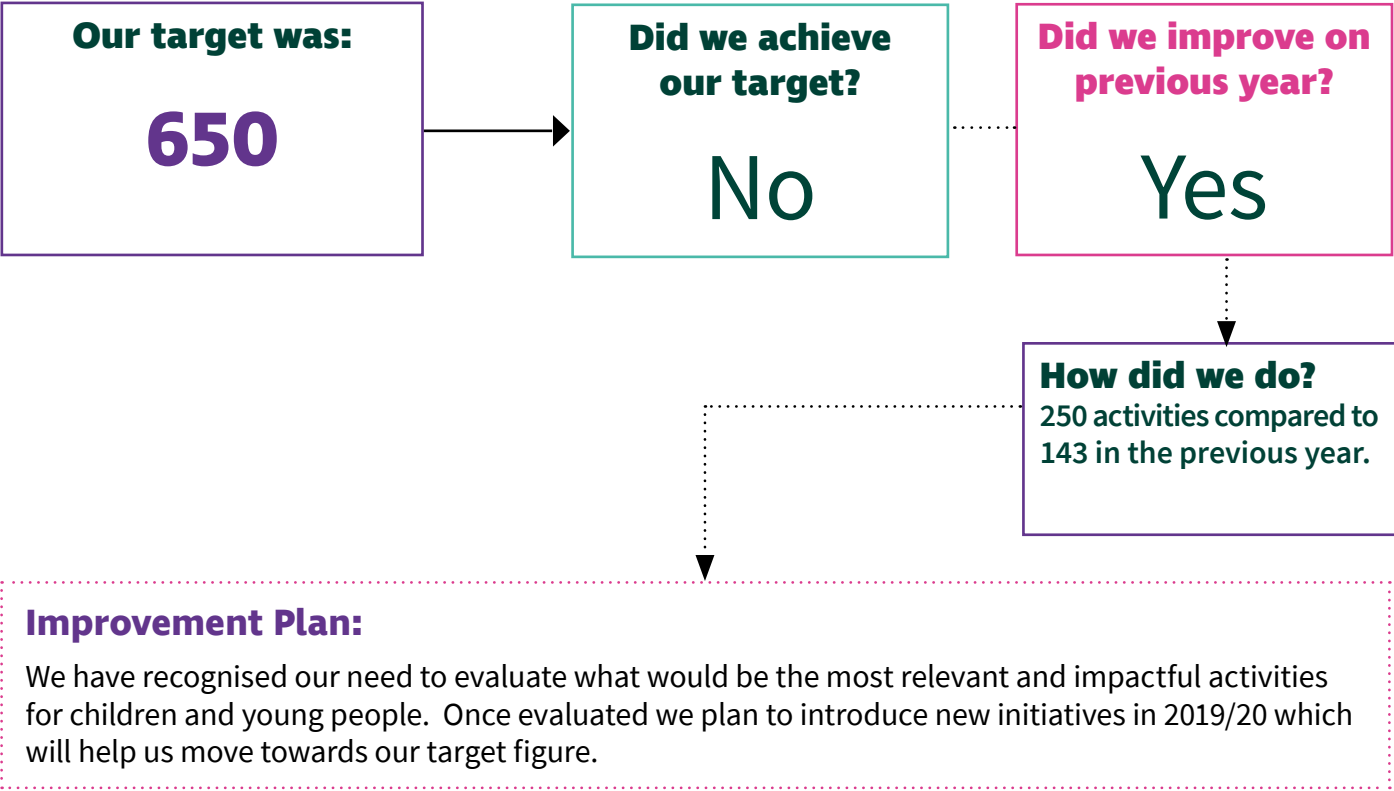 Our target was:
650
Did we achieve
our target?
No
Did we improve on
previous year?
Yes
How did we do?
250 activities compared to
143 in the previous year.
Improvement Plan:
We have recognised our need to evaluate what would be the most relevant and impactful activities
for children and young people.  Once evaluated we plan to introduce new initiatives in 2019/20 which
will help us move towards our target figure.